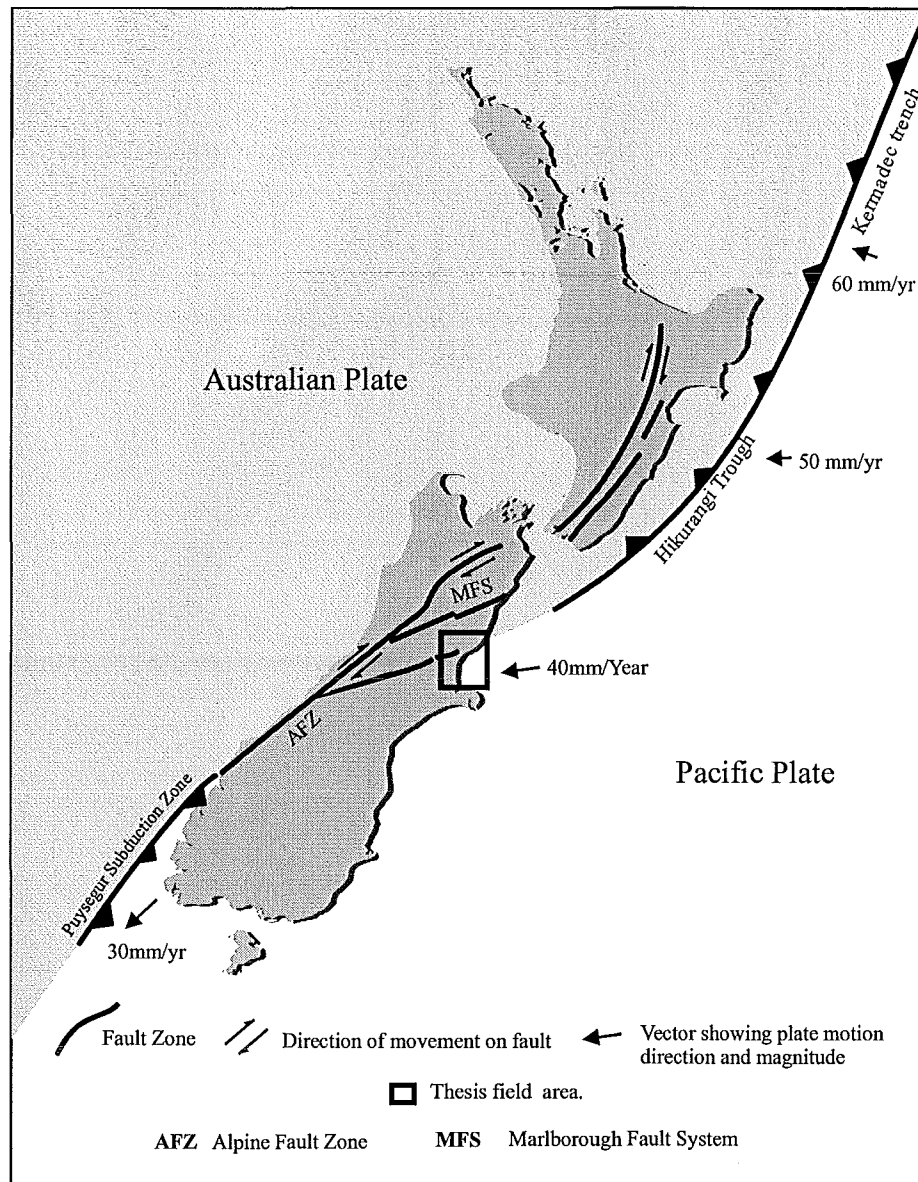 Kermadec trench
60 mm/yr
Australian Plate
50 mm/yr
Hikurangi Trough
MFS
40mm/Year
AFZ
Pacific Plate
Puysegur Subduction Zone
30mm/yr
Fault Zone
Direction of movement on fault
Vector showing plate motion
direction and magnitude
Thesis field area.
AFZ Alpine Fault Zone
MFS Marlborough Fault System